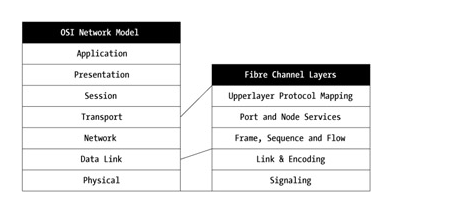 OSI Network Model
Application
Presentation
Session
Transport
Network
Data Link
Physical
Fibre Channel Layers
Upperlayer Protocol Mapping
Port and Node Services
Frame, Sequence and Flow
Link & Encoding
Signaling